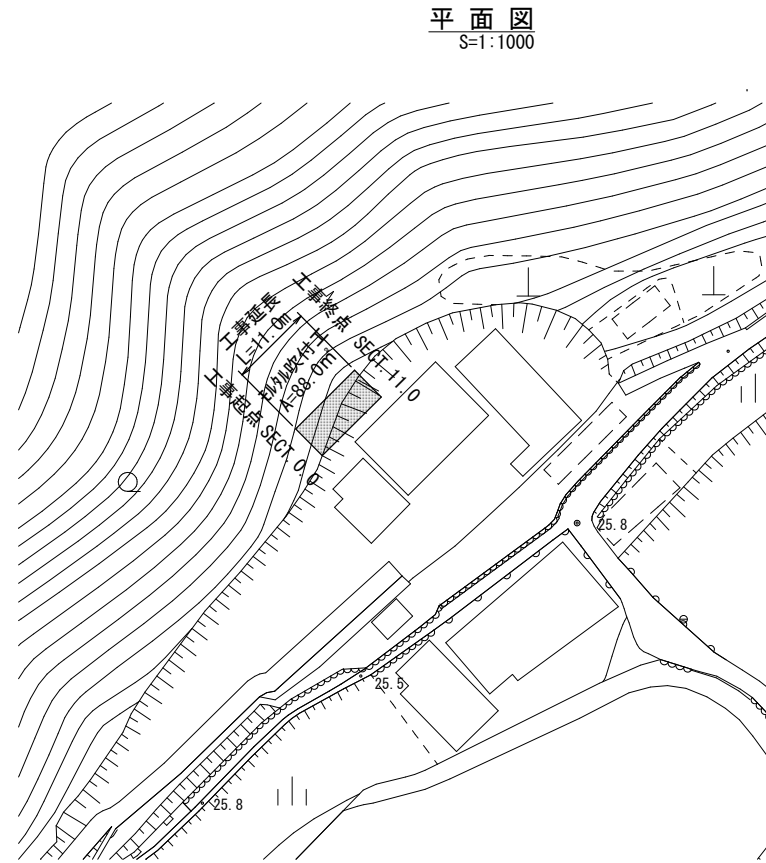 平面図
S=1:1000
工事終点 SECT.11.0
工事延長
L=11.0m
モルタル吹付工
A=88.0㎡
工事起点 SECT.0.0
25.8
25.5
25.8